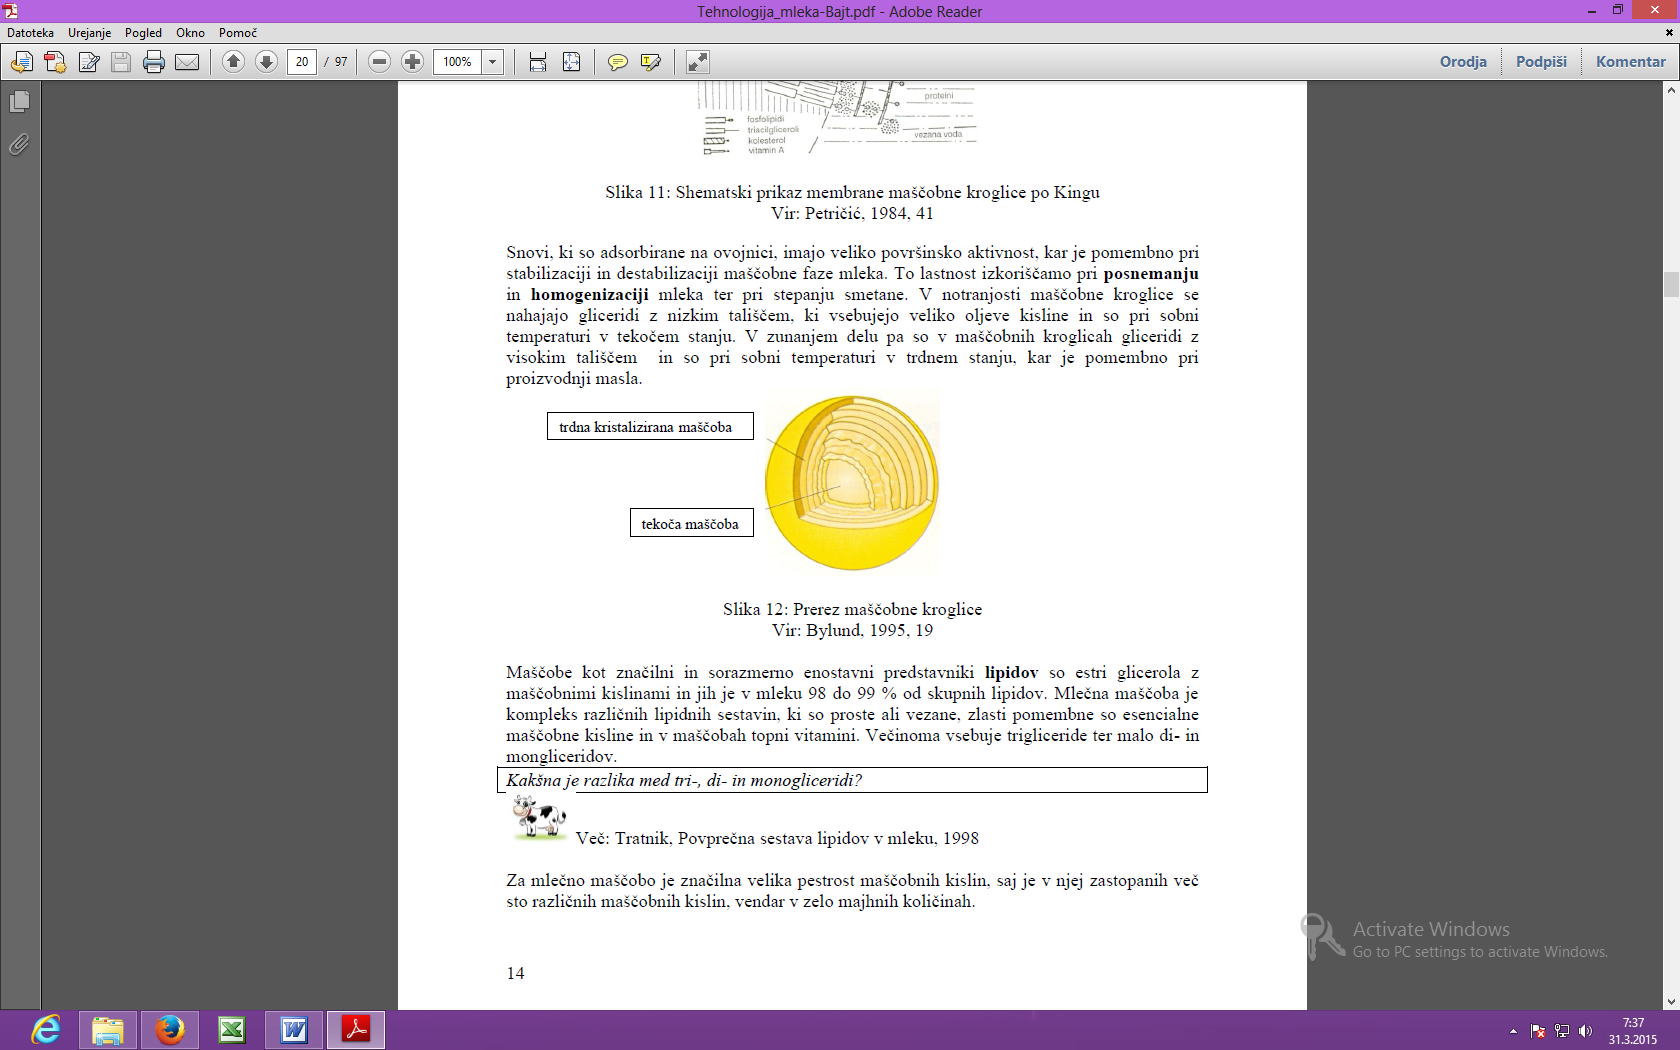 Tehnologija_mleka-Bajt.pdf - Adobe Reader
Datoteka Urejanje Pogled Okno Pomoč
20 / 97 100% Orodja Podpiši Komentar
proteini
fosfolipidi
triacilgliceroli
kolesterol
vitamin A
vezana voda
Slika 11: Shematski prikaz membrane maščobne kroglice po Kingu
Vir: Petričić, 1984, 41
Snovi, ki so adsorbirane na ovojnici, imajo veliko površinsko aktivnost, kar je pomembno pri
stabilizaciji in destabilizaciji maščobne faze mleka. To lastnost izkoriščamo pri posnemanju
in homogenizaciji mleka ter pri stepanju smetane. V notranjosti maščobne kroglice se
nahajajo gliceridi z nizkim tališčem, ki vsebujejo veliko oljeve kisline in so pri sobni
temperaturi v tekočem stanju. V zunanjem delu pa so v maščobnih kroglicah gliceridi z
visokim tališčem in so pri sobni temperaturi v trdnem stanju, kar je pomembno pri
proizvodnji masla.
trdna kristalizirana maščoba
tekoča maščoba
Slika 12: Prerez maščobne kroglice
Vir: Bylund, 1995, 19
Maščobe kot značilni in sorazmerno enostavni predstavniki lipidov so estri glicerola z
maščobnimi kislinami in jih je v mleku 98 do 99 % od skupnih lipidov. Mlečna maščoba je
kompleks različnih lipidnih sestavin, ki so proste ali vezane, zlasti pomembne so esencialne
maščobne kisline in v maščobah topni vitamini. Večinoma vsebuje trigliceride ter malo di- in
mongliceridov.
Kakšna je razlika med tri-, di- in monogliceridi?
Več: Tratnik, Povprečna sestava lipidov v mleku, 1998
Za mlečno maščobo je značilna velika pestrost maščobnih kislin, saj je v njej zastopanih več
sto različnih maščobnih kislin, vendar v zelo majhnih količinah.
14
Activate Windows
Go to PC settings to activate Windows.
7:37
31.3.2015